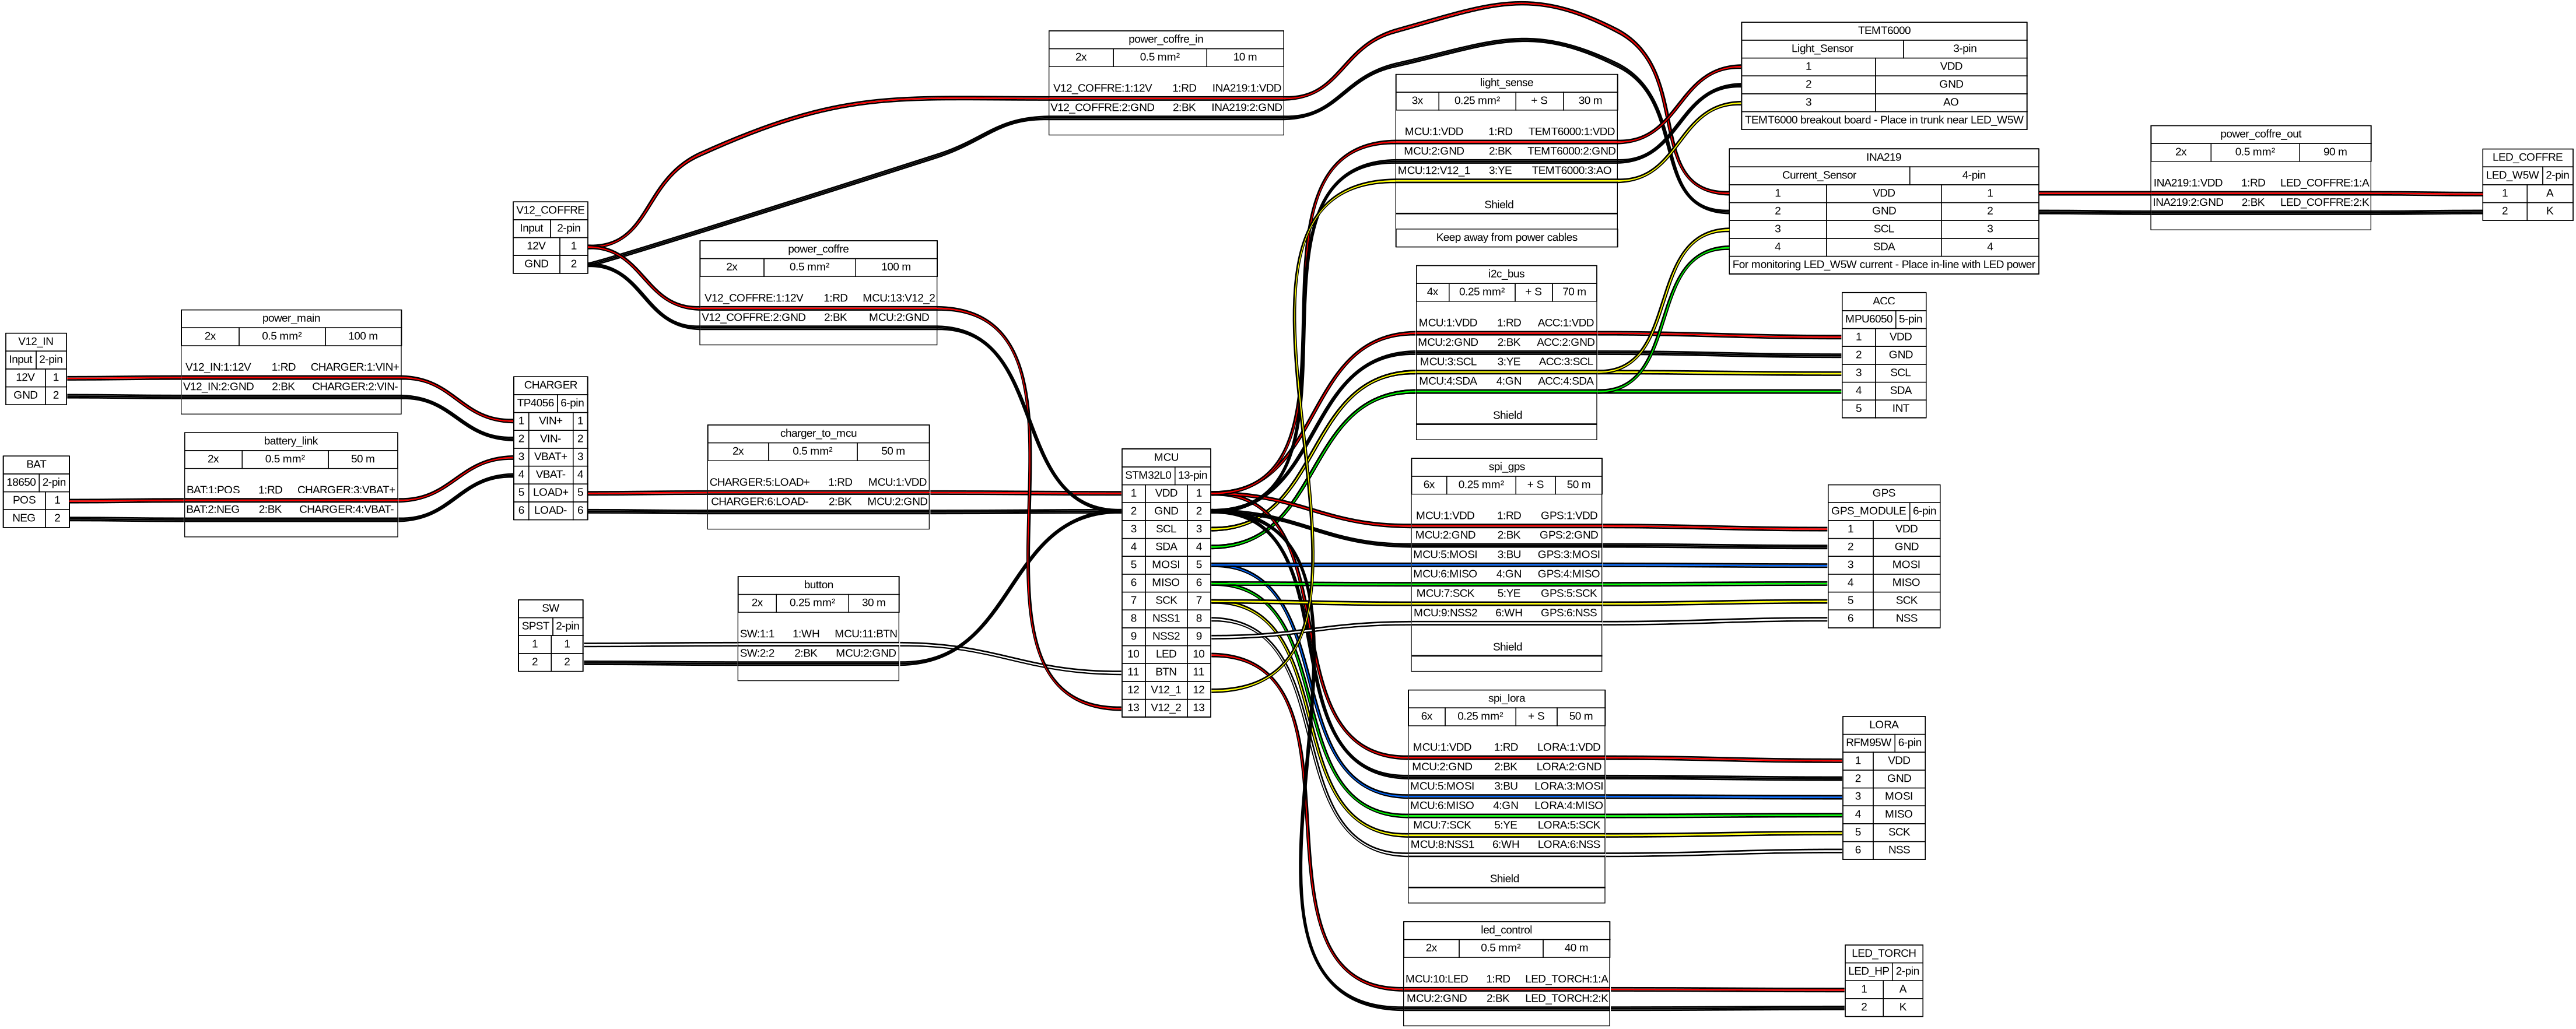 V12_IN
Input 2-pin
12V 1
GND 2
BAT
18650 2-pin
POS 1
NEG 2
power_main
2x 0.5 mm² 100 m
V12_IN:1:12V 1:RD CHARGER:1:VIN+
V12_IN:2:GND 2:BK CHARGER:2:VIN-
battery_link
2x 0.5 mm² 50 m
BAT:1:POS 1:RD CHARGER:3:VBAT+
BAT:2:NEG 2:BK CHARGER:4:VBAT-
V12_COFFRE
Input 2-pin
12V 1
GND 2
CHARGER
TP4056 6-pin
1 VIN+ 1
2 VIN- 2
3 VBAT+ 3
4 VBAT- 4
5 LOAD+ 5
6 LOAD- 6
SW
SPST 2-pin
1 1
2 2
power_coffre
2x 0.5 mm² 100 m
V12_COFFRE:1:12V 1:RD MCU:13:V12_2
V12_COFFRE:2:GND 2:BK MCU:2:GND
charger_to_mcu
2x 0.5 mm² 50 m
CHARGER:5:LOAD+ 1:RD MCU:1:VDD
CHARGER:6:LOAD- 2:BK MCU:2:GND
button
2x 0.25 mm² 30 m
SW:1:1 1:WH MCU:11:BTN
SW:2:2 2:BK MCU:2:GND
power_coffre_in
2x 0.5 mm² 10 m
V12_COFFRE:1:12V 1:RD INA219:1:VDD
V12_COFFRE:2:GND 2:BK INA219:2:GND
MCU
STM32L0 13-pin
1 VDD 1
2 GND 2
3 SCL 3
4 SDA 4
5 MOSI 5
6 MISO 6
7 SCK 7
8 NSS1 8
9 NSS2 9
10 LED 10
11 BTN 11
12 V12_1 12
13 V12_2 13
light_sense
3x 0.25 mm² + S 30 m
MCU:1:VDD 1:RD TEMT6000:1:VDD
MCU:2:GND 2:BK TEMT6000:2:GND
MCU:12:V12_1 3:YE TEMT6000:3:AO
Shield
Keep away from power cables
i2c_bus
4x 0.25 mm² + S 70 m
MCU:1:VDD 1:RD ACC:1:VDD
MCU:2:GND 2:BK ACC:2:GND
MCU:3:SCL 3:YE ACC:3:SCL
MCU:4:SDA 4:GN ACC:4:SDA
Shield
spi_gps
6x 0.25 mm² + S 50 m
MCU:1:VDD 1:RD GPS:1:VDD
MCU:2:GND 2:BK GPS:2:GND
MCU:5:MOSI 3:BU GPS:3:MOSI
MCU:6:MISO 4:GN GPS:4:MISO
MCU:7:SCK 5:YE GPS:5:SCK
MCU:9:NSS2 6:WH GPS:6:NSS
Shield
spi_lora
6x 0.25 mm² + S 50 m
MCU:1:VDD 1:RD LORA:1:VDD
MCU:2:GND 2:BK LORA:2:GND
MCU:5:MOSI 3:BU LORA:3:MOSI
MCU:6:MISO 4:GN LORA:4:MISO
MCU:7:SCK 5:YE LORA:5:SCK
MCU:8:NSS1 6:WH LORA:6:NSS
Shield
led_control
2x 0.5 mm² 40 m
MCU:10:LED 1:RD LED_TORCH:1:A
MCU:2:GND 2:BK LED_TORCH:2:K
TEMT6000
Light_Sensor 3-pin
1 VDD
2 GND
3 AO
TEMT6000 breakout board - Place in trunk near LED_W5W
INA219
Current_Sensor 4-pin
1 VDD 1
2 GND 2
3 SCL 3
4 SDA 4
For monitoring LED_W5W current - Place in-line with LED power
ACC
MPU6050 5-pin
1 VDD
2 GND
3 SCL
4 SDA
5 INT
GPS
GPS_MODULE 6-pin
1 VDD
2 GND
3 MOSI
4 MISO
5 SCK
6 NSS
LORA
RFM95W 6-pin
1 VDD
2 GND
3 MOSI
4 MISO
5 SCK
6 NSS
LED_TORCH
LED_HP 2-pin
1 A
2 K
power_coffre_out
2x 0.5 mm² 90 m
INA219:1:VDD 1:RD LED_COFFRE:1:A
INA219:2:GND 2:BK LED_COFFRE:2:K
LED_COFFRE
LED_W5W 2-pin
1 A
2 K